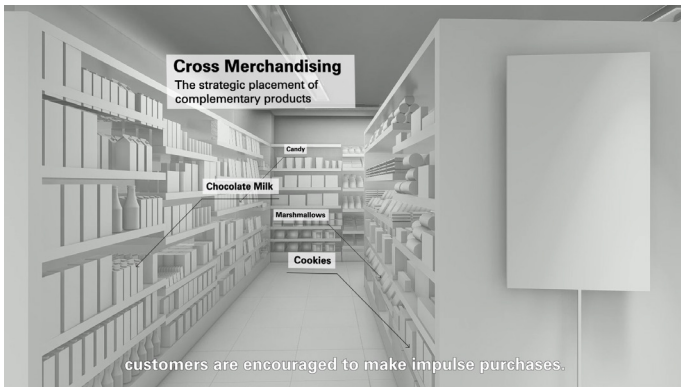 Cross Merchandising
The strategic placement of
complementary products
Candy
Chocolate Milk
Marshmallows
Cookies
customers are encouraged to make impulse purchases.